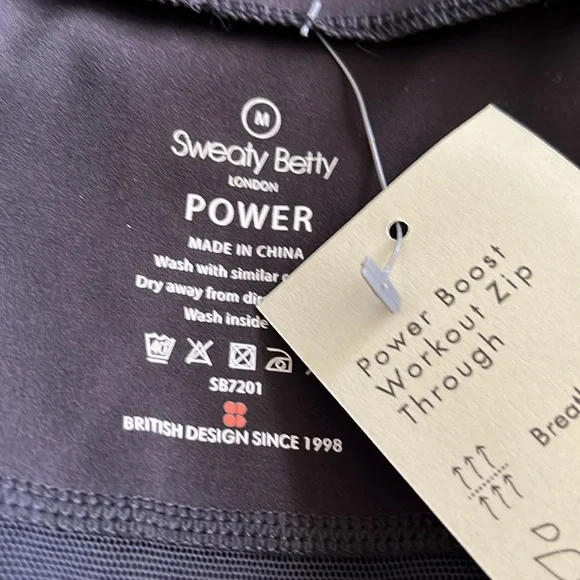 M
Sweaty Betty
LONDON
POWER
MADE IN CHINA
Wash with similar
Dry away from
Wash inside
40
SB7201
BRITISH DESIGN SINCE 1998
Power Boost
Workout Zip
Through